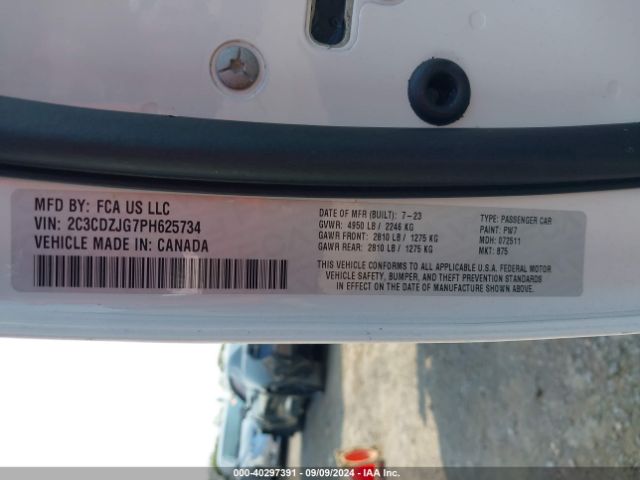 MFD BY: FCA US LLC
VIN: 2C3CDZJG7PH625734
VEHICLE MADE IN: CANADA
DATE OF MFR (BUILT): 7-23
GVWR: 4950 LB / 2246 KG
GAWR FRONT: 2810 LB / 1275 KG
GAWR REAR: 2810 LB / 1275 KG
THIS VEHICLE CONFORMS TO ALL APPLICABLE U.S.A. FEDERAL MOTOR
VEHICLE SAFETY, BUMPER, AND THEFT PREVENTION STANDARDS
IN EFFECT ON THE DATE OF MANUFACTURE SHOWN ABOVE.
TYPE: PASSENGER CAR
PAINT: PW7
MDH: 072511
MKT: 875
000-40297391 - 09/09/2024 - IAA Corp.